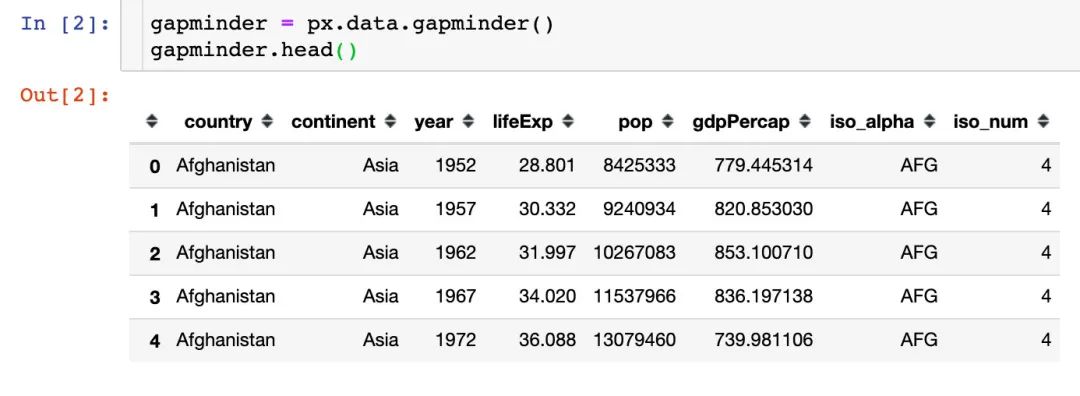 In [2]: gapminder = px.data.gapminder()
gapminder.head()
Out[2]:
country continent year lifeExp pop gdpPercap iso_alpha iso_num
0 Afghanistan Asia 1952 28.801 8425333 779.445314 AFG 4
1 Afghanistan Asia 1957 30.332 9240934 820.853030 AFG 4
2 Afghanistan Asia 1962 31.997 10267083 853.100710 AFG 4
3 Afghanistan Asia 1967 34.020 11537966 836.197138 AFG 4
4 Afghanistan Asia 1972 36.088 13079460 739.981106 AFG 4